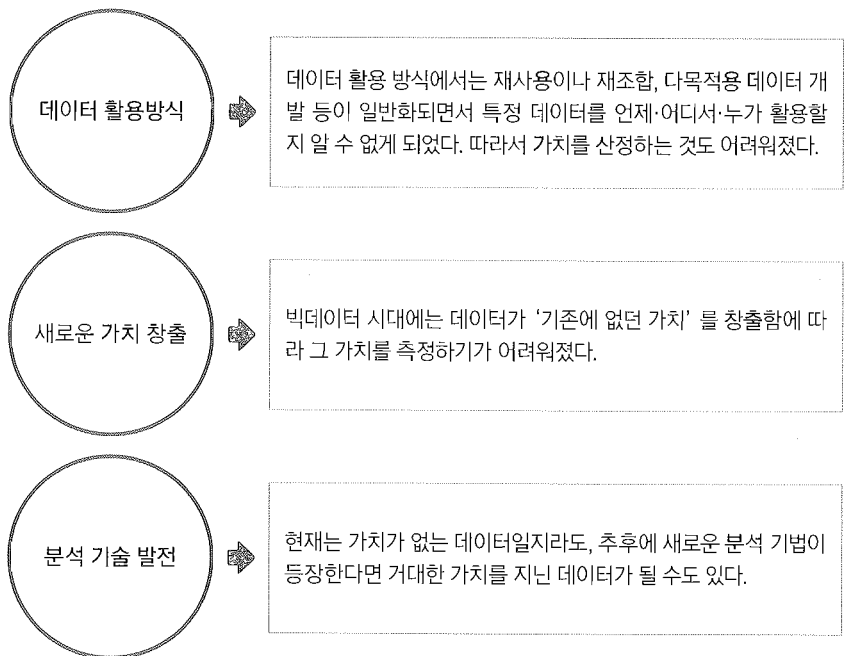 데이터 활용방식
데이터 활용 방식에서는 재사용이나 재조합, 다목적용 데이터 개
발 등이 일반화되면서 특정 데이터를 언제·어디서·누가 활용할
지 알 수 없게 되었다. 따라서 가치를 산정하는 것도 어려워졌다.
새로운 가치 창출
빅데이터 시대에는 데이터가 ‘기존에 없던 가치’ 를 창출함에 따
라 그 가치를 측정하기가 어려워졌다.
분석 기술 발전
현재는 가치가 없는 데이터일지라도, 추후에 새로운 분석 기법이
등장한다면 거대한 가치를 지닌 데이터가 될 수도 있다.